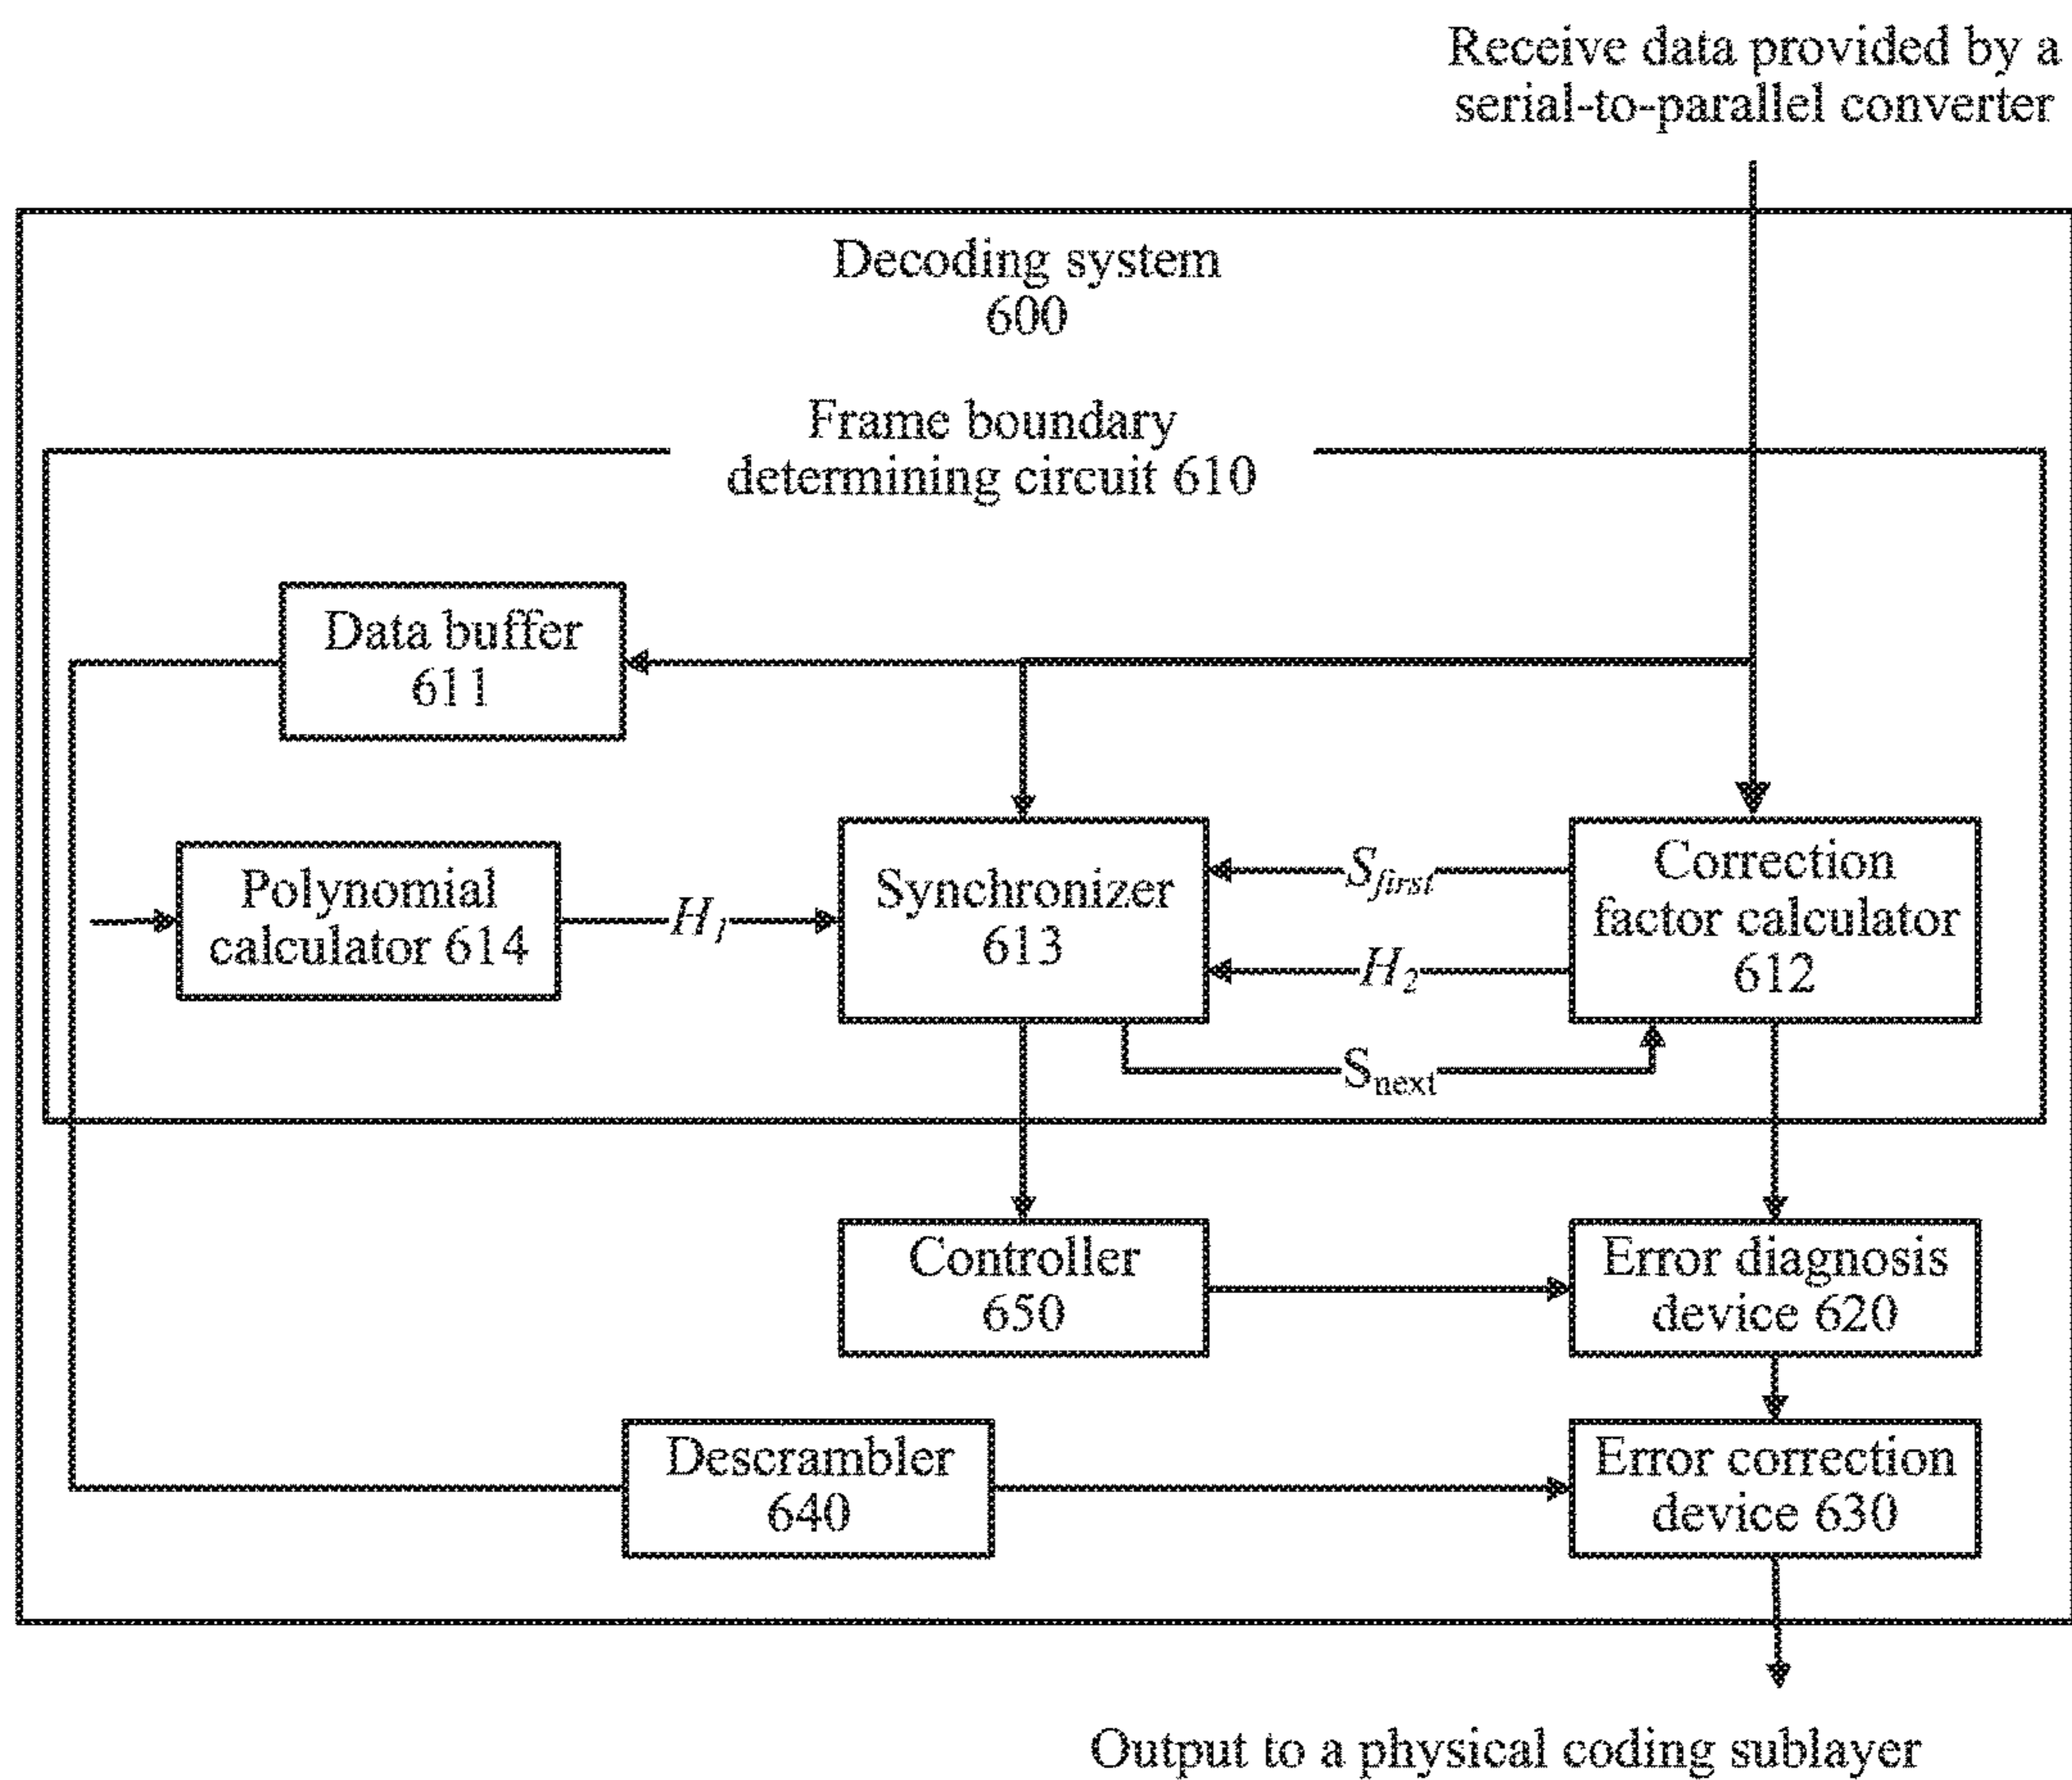 Receive data provided by a
serial-to-parallel converter
Decoding system
600
Frame boundary
determining circuit 610
Data buffer
611
Polynomial
calculator 614
H1
Synchronizer
613
Sfirst
H2
Snext
Correction
factor calculator
612
Controller
650
Error diagnosis
device 620
Descrambler
640
Error correction
device 630
Output to a physical coding sublayer